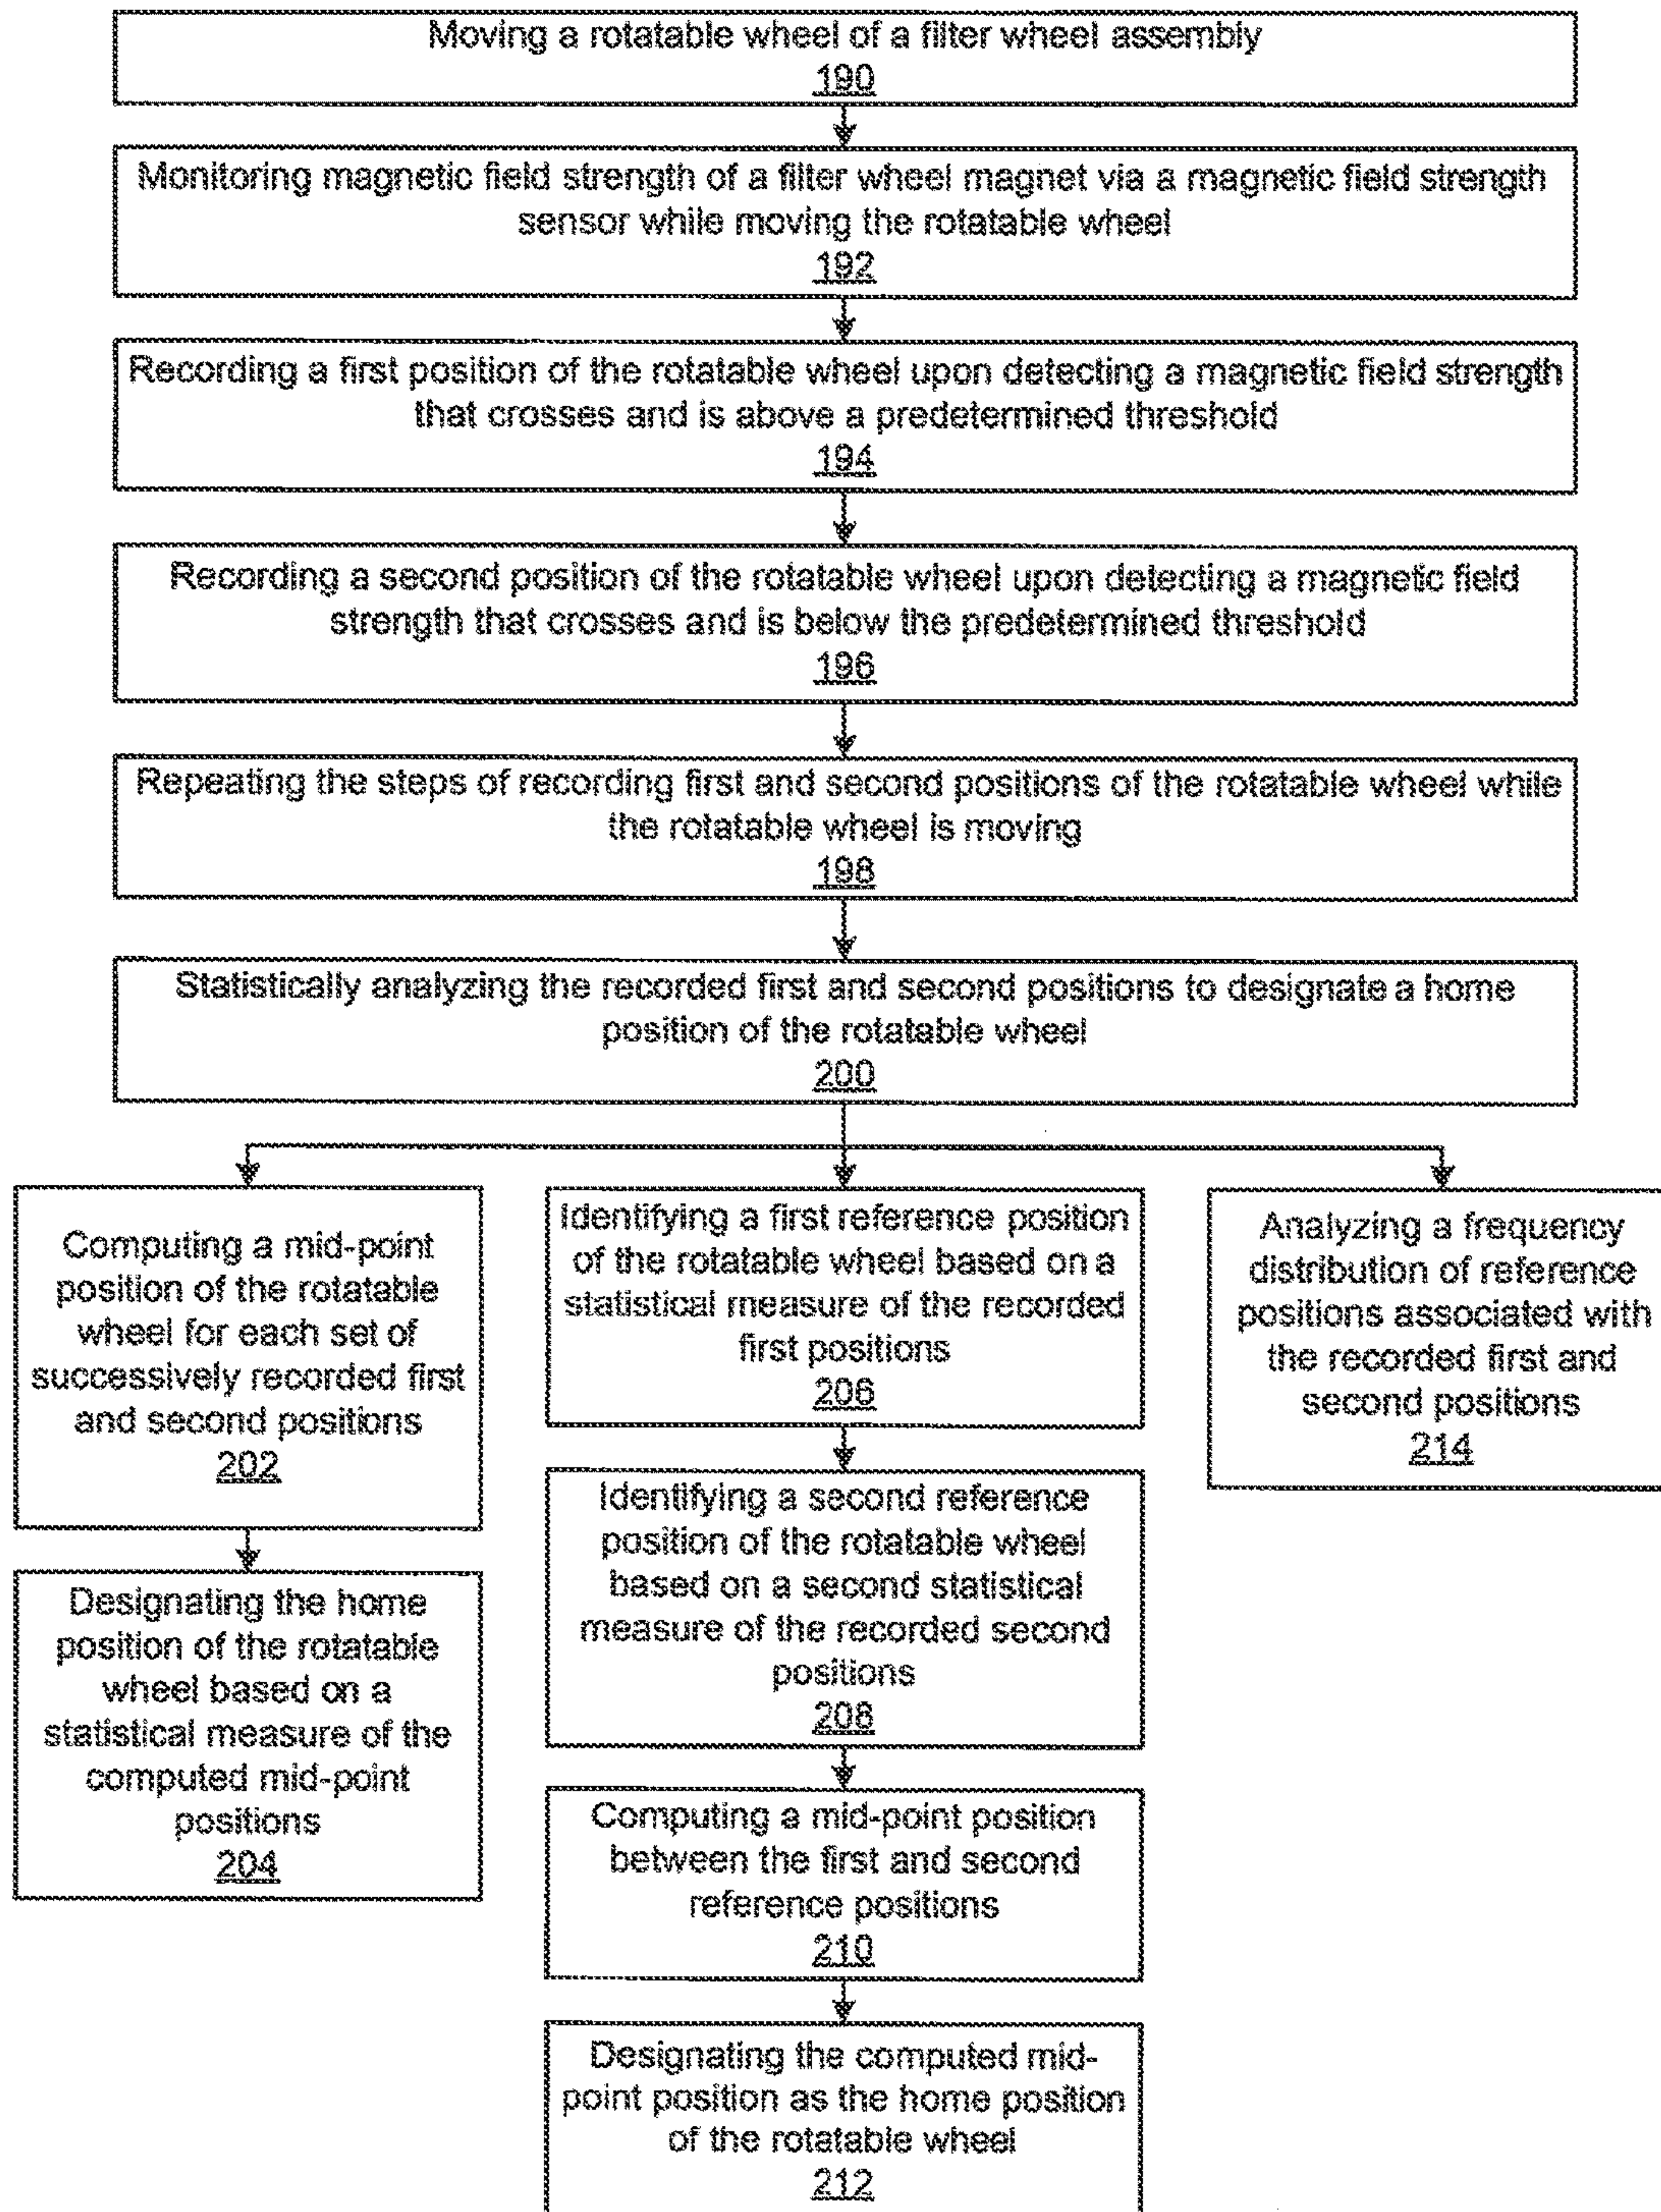 Moving a rotatable wheel of a filter wheel assembly
190
Monitoring magnetic field strength of a filter wheel magnet via a magnetic field strength
sensor while moving the rotatable wheel
192
Recording a first position of the rotatable wheel upon detecting a magnetic field strength
that crosses and is above a predetermined threshold
194
Recording a second position of the rotatable wheel upon detecting a magnetic field
strength that crosses and is below the predetermined threshold
196
Repeating the steps of recording first and second positions of the rotatable wheel while
the rotatable wheel is moving
198
Statistically analyzing the recorded first and second positions to designate a home
position of the rotatable wheel
200
Computing a mid-point
position of the rotatable
wheel for each set of
successively recorded first
and second positions
202
Designating the home
position of the rotatable
wheel based on a
statistical measure of the
computed mid-point
positions
204
Identifying a first reference position
of the rotatable wheel based on a
statistical measure of the recorded
first positions
206
Identifying a second reference
position of the rotatable wheel
based on a second statistical
measure of the recorded second
positions
208
Computing a mid-point position
between the first and second
reference positions
210
Designating the computed mid-
point position as the home position
of the rotatable wheel
212
Analyzing a frequency
distribution of reference
positions associated with
the recorded first and
second positions
214